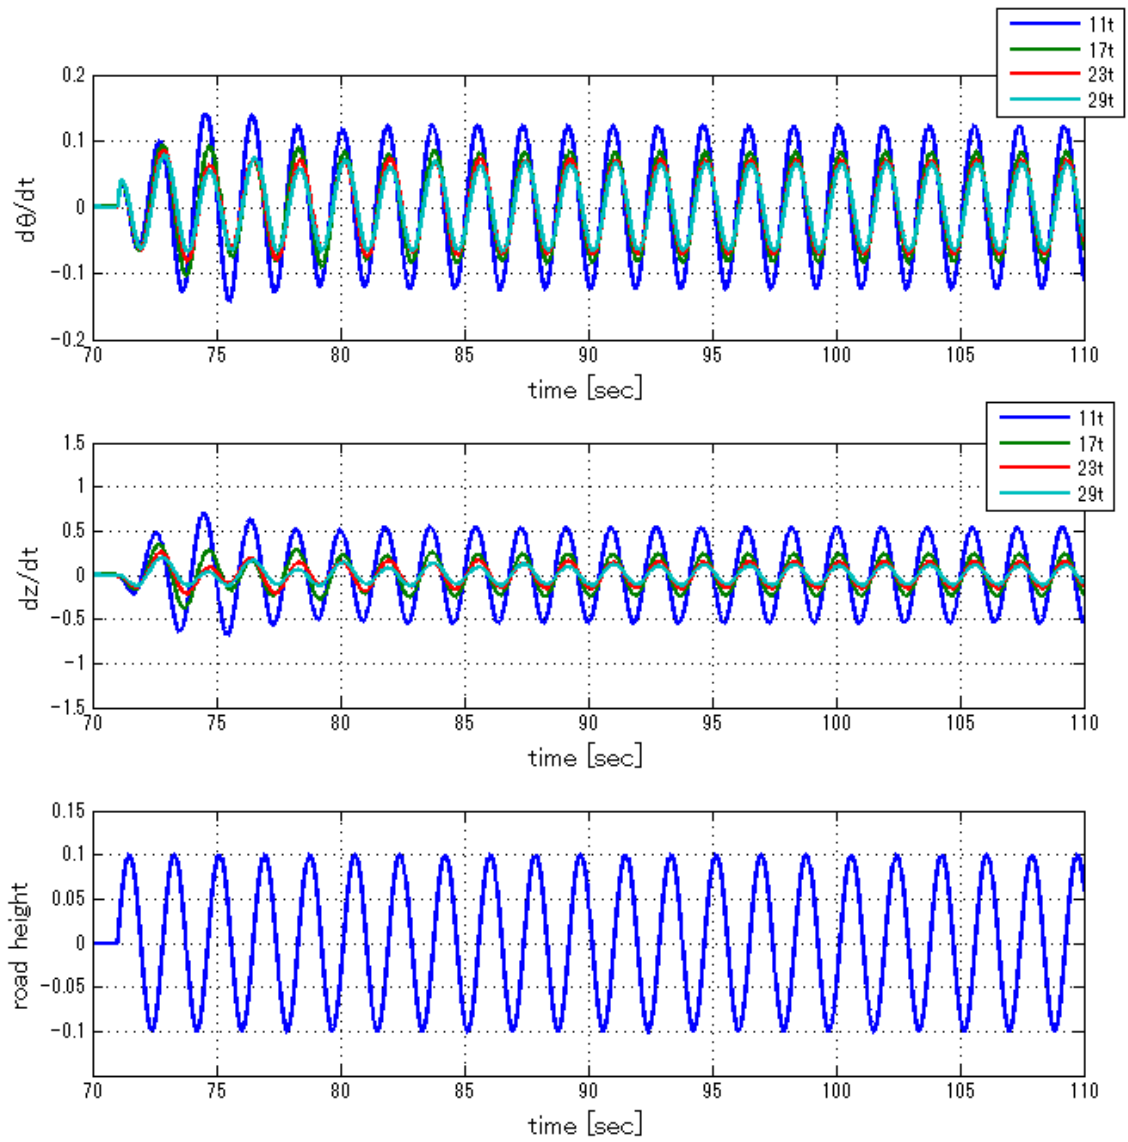 11t
17t
23t
29t
0.2
0.1
0
-0.1
-0.2
dθ/dt
70 75 80 85 90 95 100 105 110
time [sec]
11t
17t
23t
29t
1.5
1
0.5
0
-0.5
-1
-1.5
dz/dt
70 75 80 85 90 95 100 105 110
time [sec]
0.15
0.1
0.05
0
-0.05
-0.1
road height
70 75 80 85 90 95 100 105 110
time [sec]